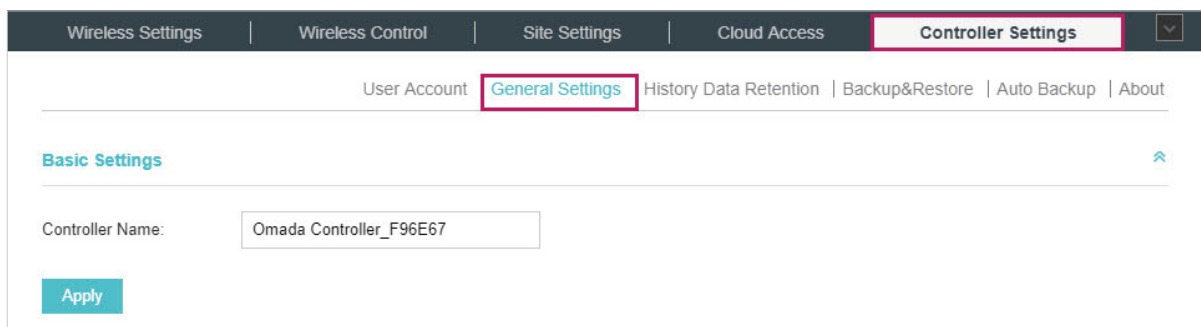 Wireless Settings | Wireless Control | Site Settings | Cloud Access Controller Settings
User Account General Settings History Data Retention | Backup&Restore | Auto Backup | About
Basic Settings
Controller Name: Omada Controller_F96E67
Apply